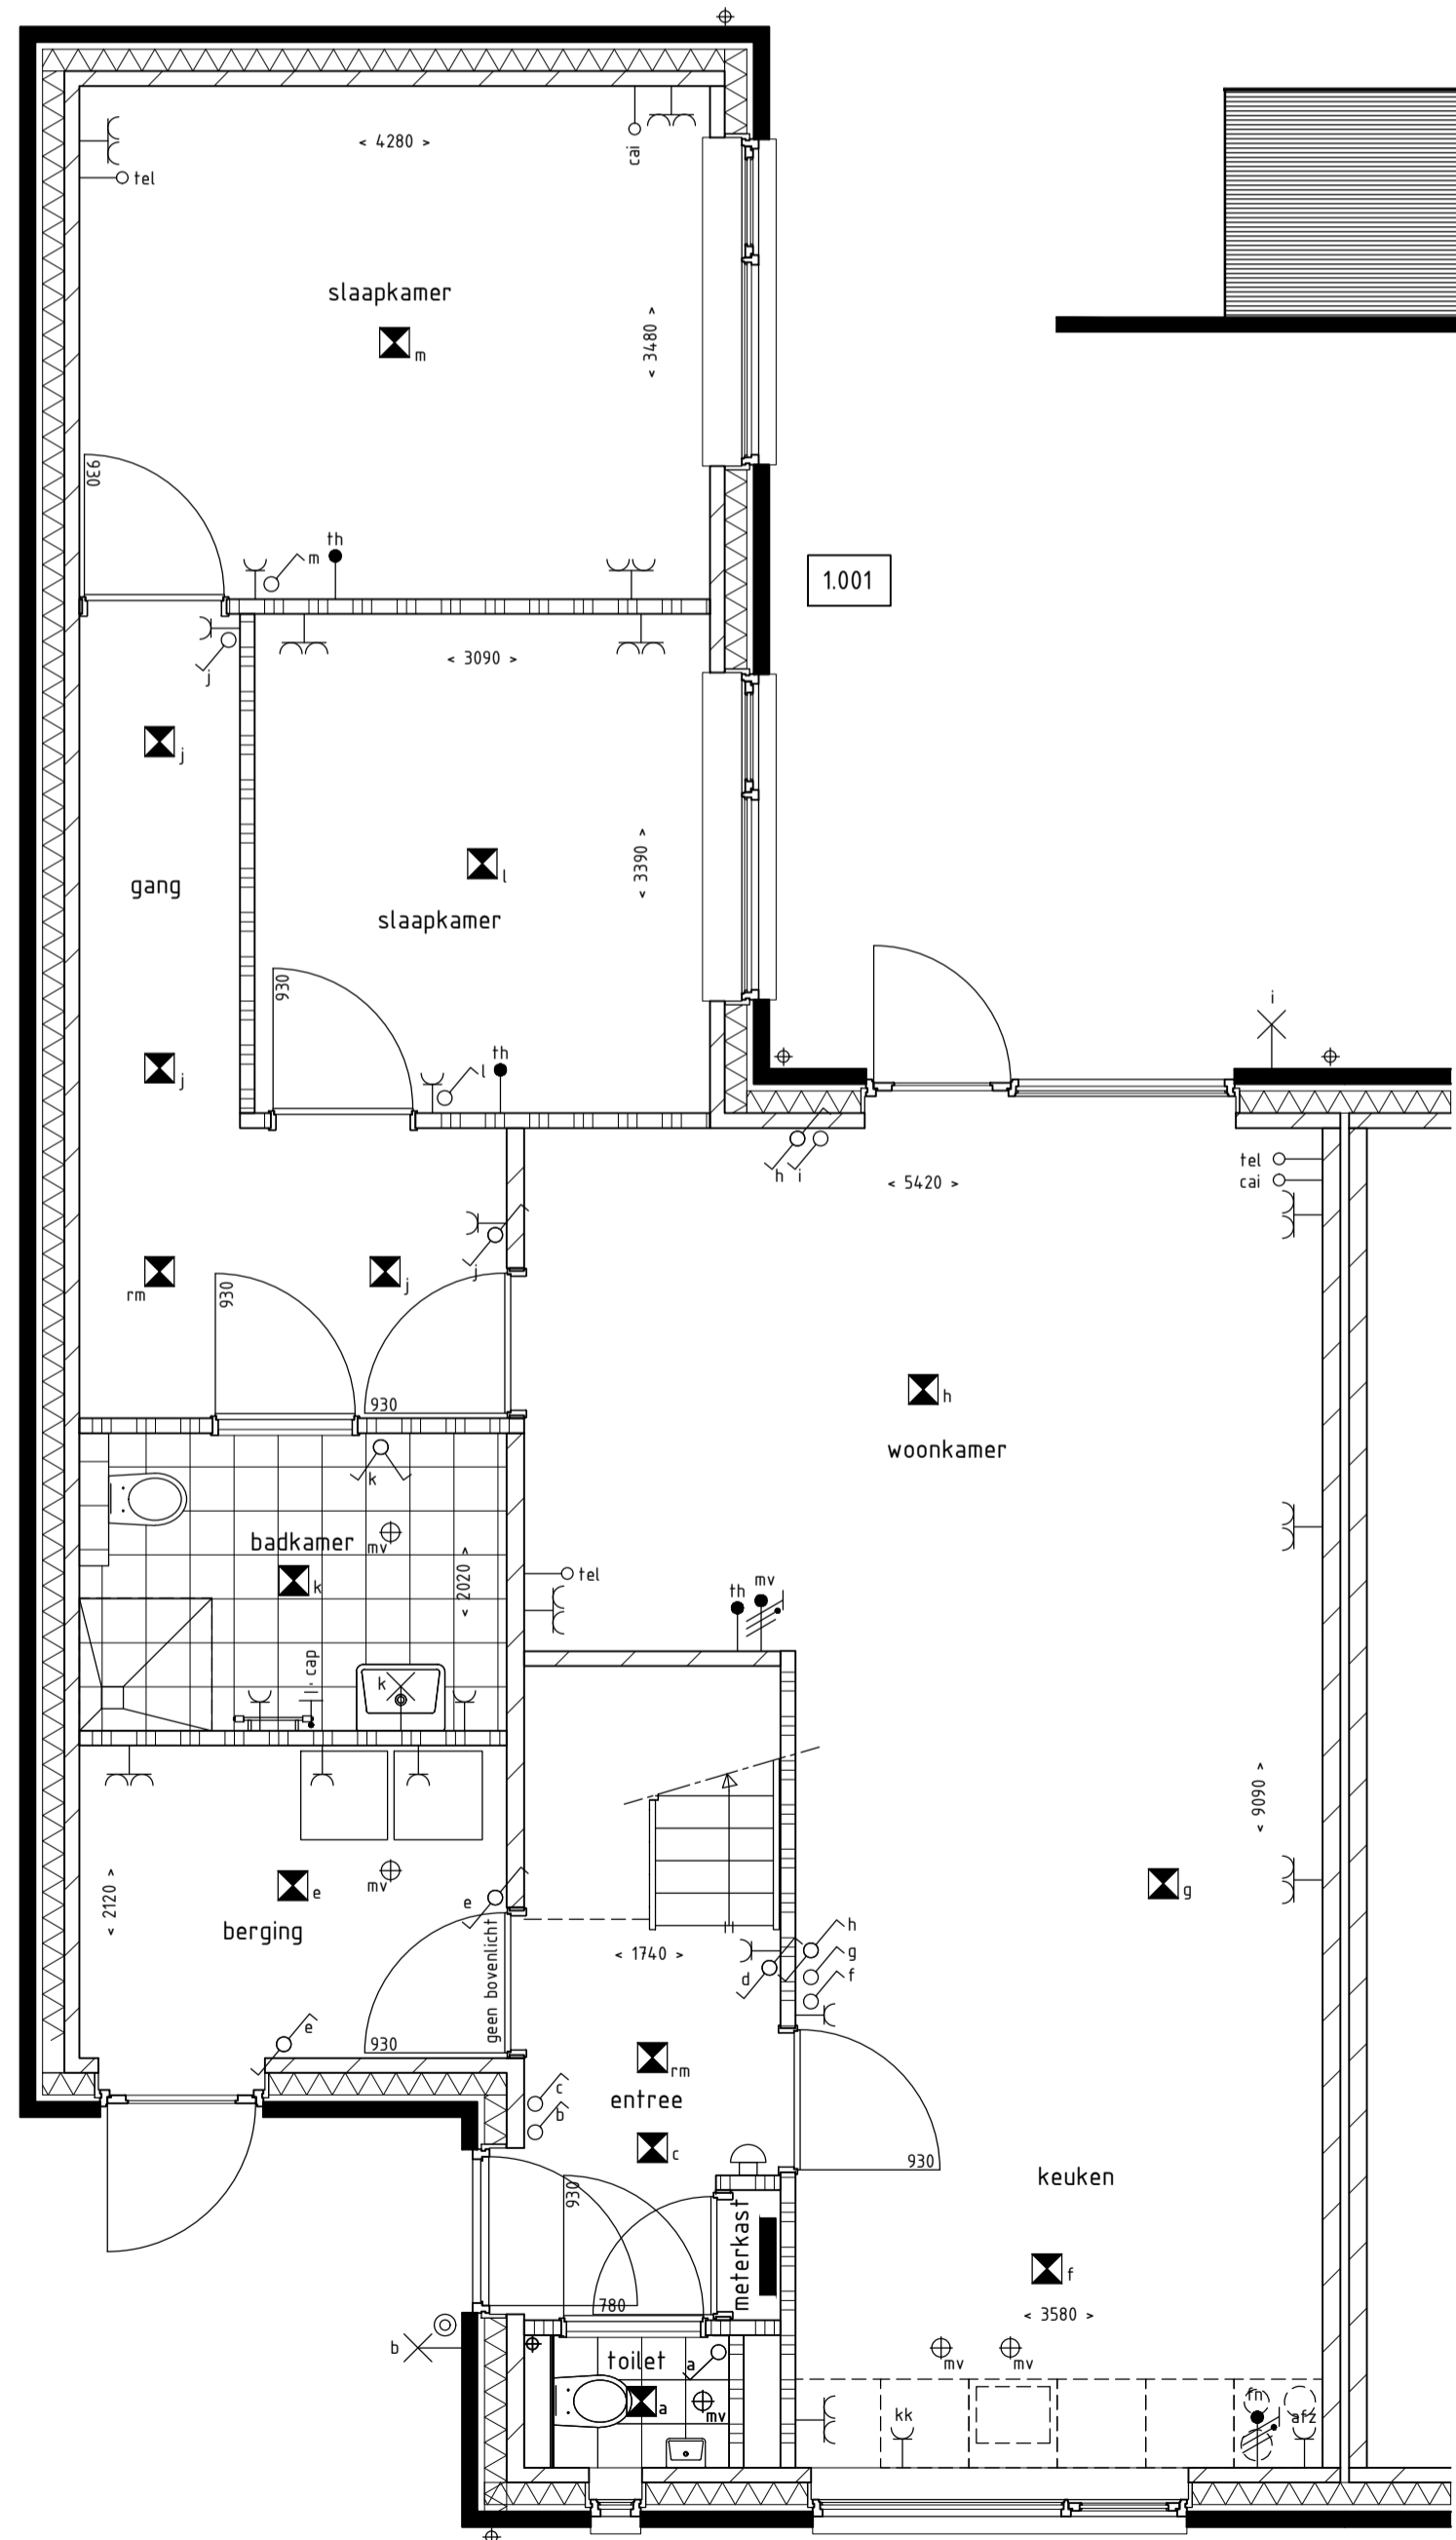 < 4280 >
cai
tel
slaapkamer
m
< 3480 >
930
th
m
1.001
j
< 3090 >
j
l
< 3390 >
gang
slaapkamer
930
i
j
th
l
h i
tel
cai
< 5420 >
j
rm
j
930
h
930
woonkamer
k
badkamer
mv
k
< 2020 >
tel
th
mv
cap
k
< 9090 >
e
mv
g
< 2120 >
e
berging
geen bovenlicht
< 1740 >
h
g
f
d
e
930
rm
c
b
entree
c
930
keuken
930
meterkast
f
780
< 3580 >
b
toilet
a
mv
mv
a
mv
kk
fn
afz